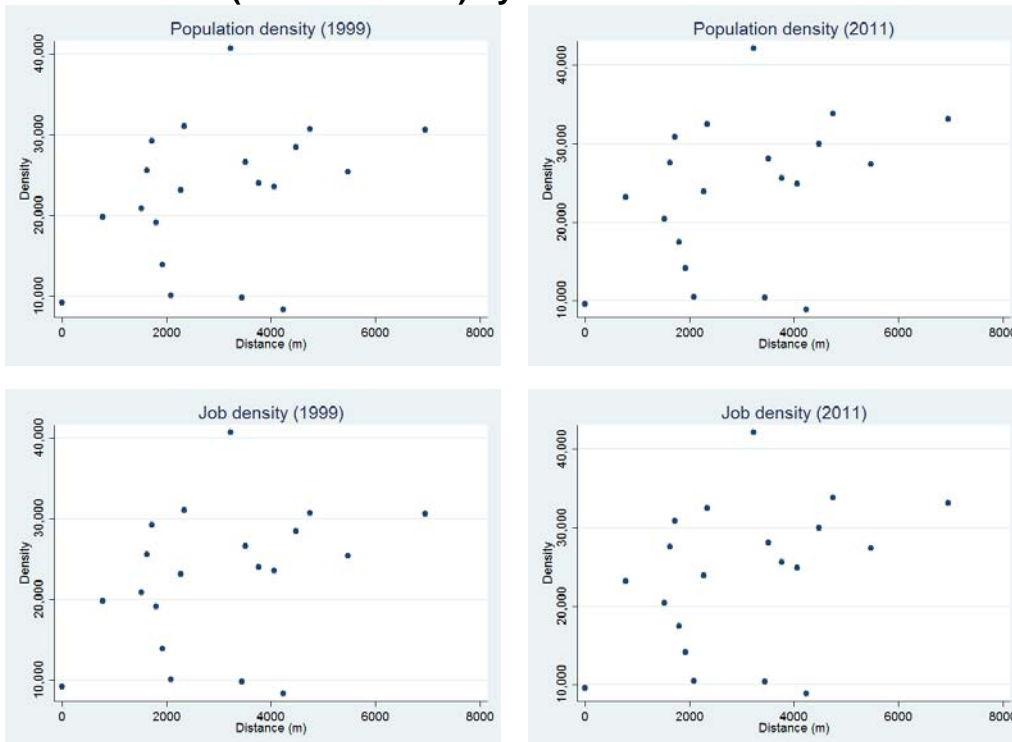 Population density (1999)
40,000
30,000
20,000
10,000
Density
0 2000 4000 6000 8000
Distance (m)
Population density (2011)
40,000
30,000
20,000
10,000
Density
0 2000 4000 6000 800
Distance (m)
Job density (1999)
40,000
30,000
20,000
10,000
Density
0 2000 4000 6000 8000
Distance (m)
Job density (2011)
40,000
30,000
20,000
10,000
Density
0 2000 4000 6000 800
Distance (m)